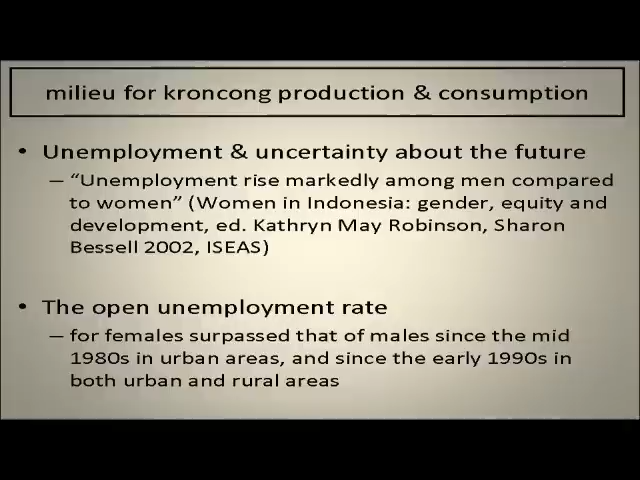 milieu for kroncong production & consumption
• Unemployment & uncertainty about the future
– “Unemployment rise markedly among men compared
to women” (Women in Indonesia: gender, equity and
development, ed. Kathryn May Robinson, Sharon
Bessell 2002, ISEAS)
• The open unemployment rate
– for females surpassed that of males since the mid
1980s in urban areas, and since the early 1990s in
both urban and rural areas